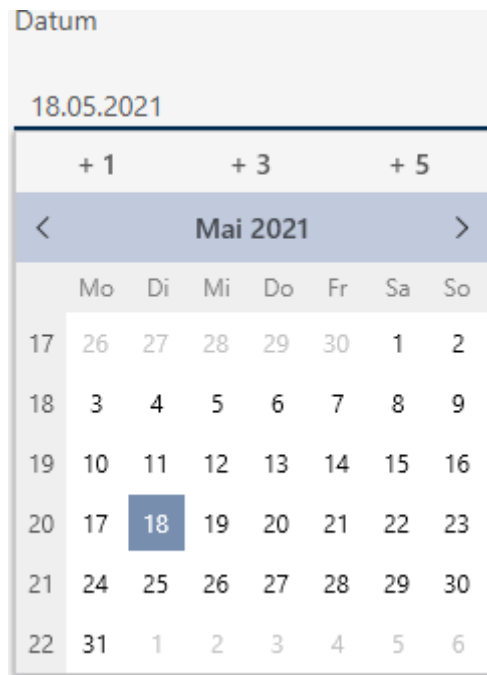 Datum
18.05.2021
+ 1 + 3 + 5
< Mai 2021 >
Mo Di Mi Do Fr Sa So
17 26 27 28 29 30 1 2
18 3 4 5 6 7 8 9
19 10 11 12 13 14 15 16
20 17 18 19 20 21 22 23
21 24 25 26 27 28 29 30
22 31 1 2 3 4 5 6